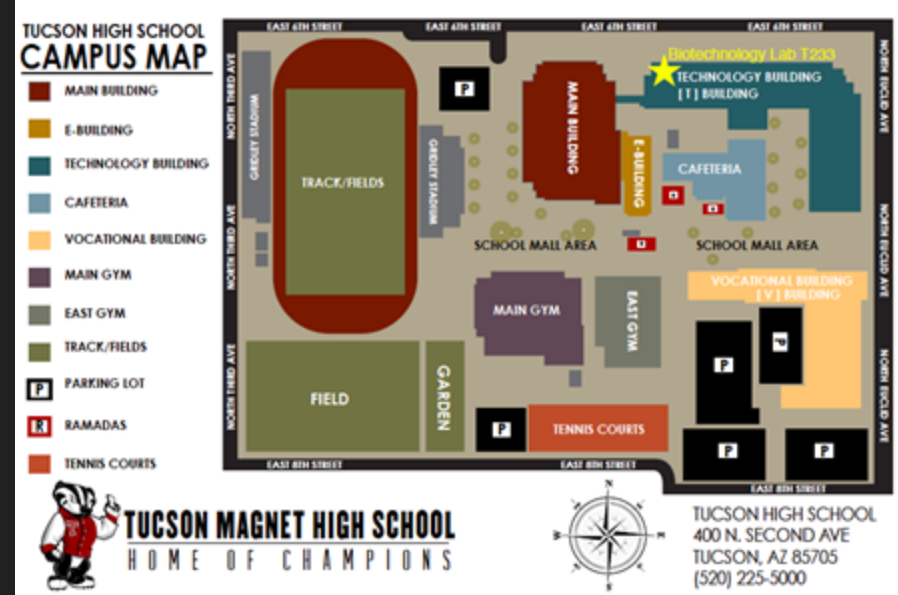 TUCSON HIGH SCHOOL
CAMPUS MAP
MAIN BUILDING
E-BUILDING
TECHNOLOGY BUILDING
CAFETERIA
VOCATIONAL BUILDING
MAIN GYM
EAST GYM
TRACK/FIELDS
P PARKING LOT
R RAMADAS
TENNIS COURTS
EAST 6TH STREET
EAST 6TH STREET
EAST 6TH STREET
EAST 6TH STREET
NORTH THIRD AVE
NORTH THIRD AVE
NORTH THIRD AVE
NORTH EUCLID AVE
NORTH EUCLID AVE
NORTH EUCLID AVE
GRIDLEY STADIUM
TRACK/FIELDS
GRIDLEY STADIUM
P
MAIN BUILDING
E-BUILDING
Biotechnology Lab T233
TECHNOLOGY BUILDING
[ T ] BUILDING
CAFETERIA
R
R
R
SCHOOL MALL AREA
SCHOOL MALL AREA
MAIN GYM
EAST GYM
VOCATIONAL BUILDING
[ V ] BUILDING
P
P
FIELD
GARDEN
P
TENNIS COURTS
P
P
EAST 8TH STREET
EAST 8TH STREET
EAST 8TH STREET
TUCSON MAGNET HIGH SCHOOL
HOME OF CHAMPIONS
N
W
E
S
TUCSON HIGH SCHOOL
400 N. SECOND AVE
TUCSON, AZ 85705
(520) 225-5000